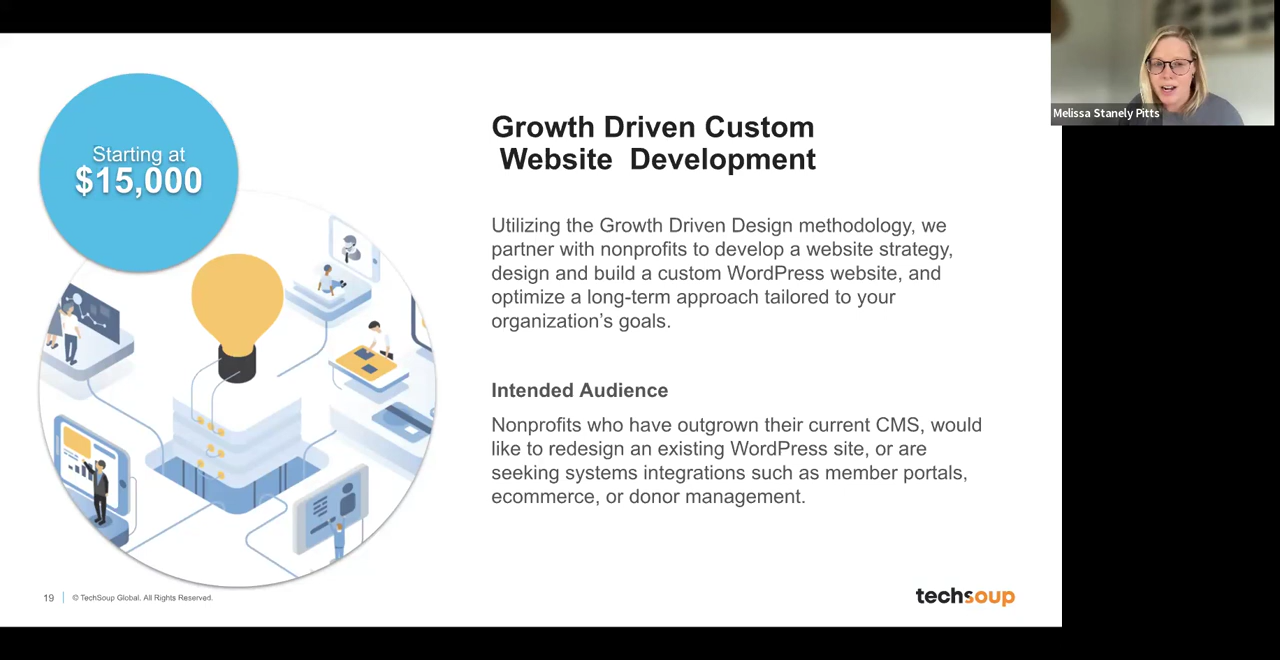 Starting at
$15,000
Growth Driven Custom
Website Development
Utilizing the Growth Driven Design methodology, we
partner with nonprofits to develop a website strategy,
design and build a custom WordPress website, and
optimize a long-term approach tailored to your
organization’s goals.
Intended Audience
Nonprofits who have outgrown their current CMS, would
like to redesign an existing WordPress site, or are
seeking systems integrations such as member portals,
ecommerce, or donor management.
19
© TechSoup Global. All Rights Reserved.
techsoup
Melissa Stanely Pitts